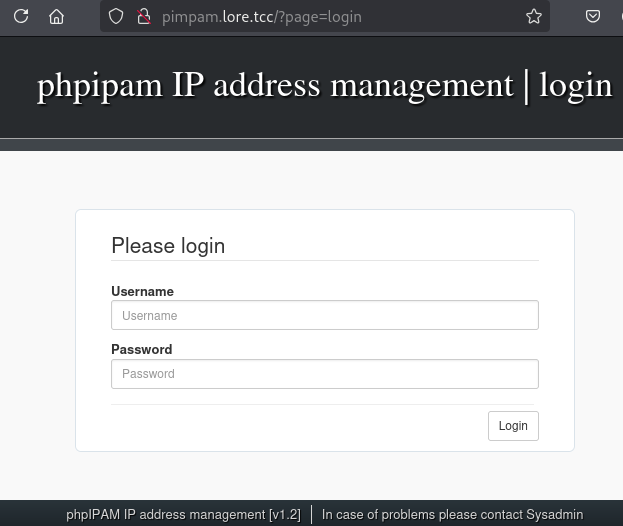 pimpam.lore.tcc/?page=login
phpipam IP address management | login
Please login
Username
Username
Password
Password
Login
phpIPAM IP address management [v1.2] | In case of problems please contact Sysadmin